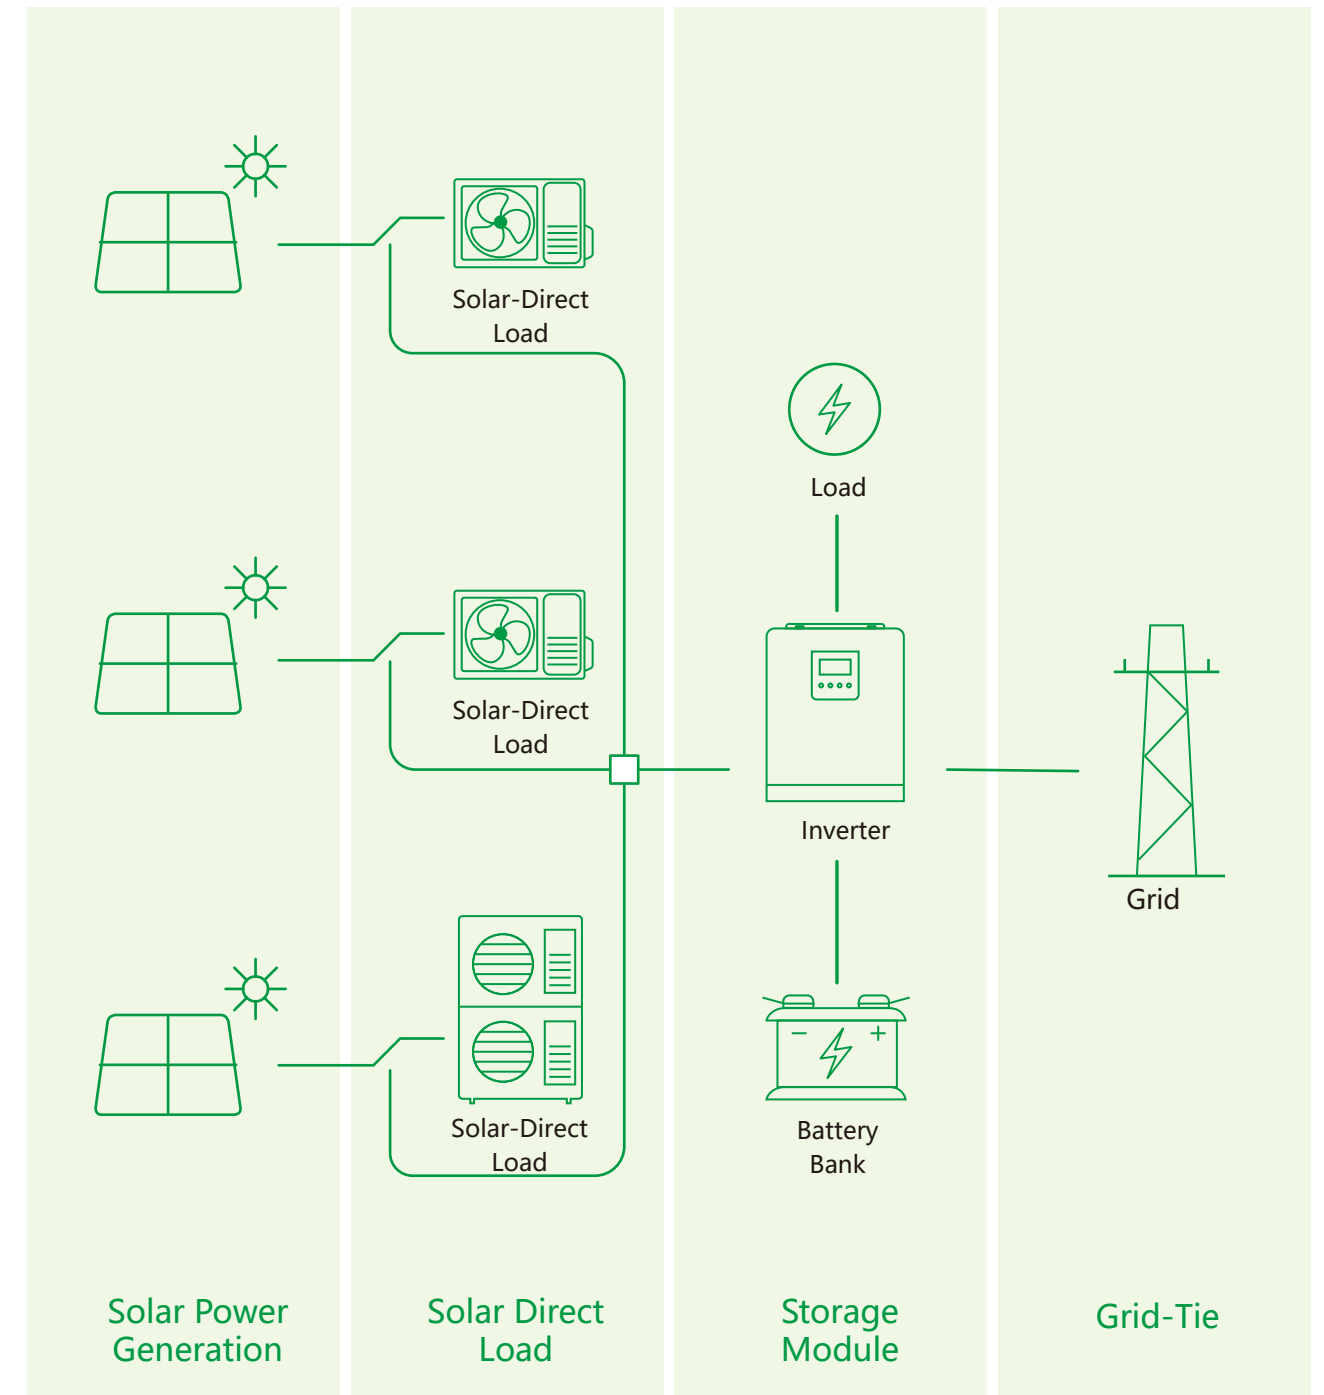 Solar-Direct
Load
Load
Solar-Direct
Load
Inverter
Grid
Solar-Direct
Load
Battery
Bank
Solar Power
Generation
Solar Direct
Load
Storage
Module
Grid-Tie